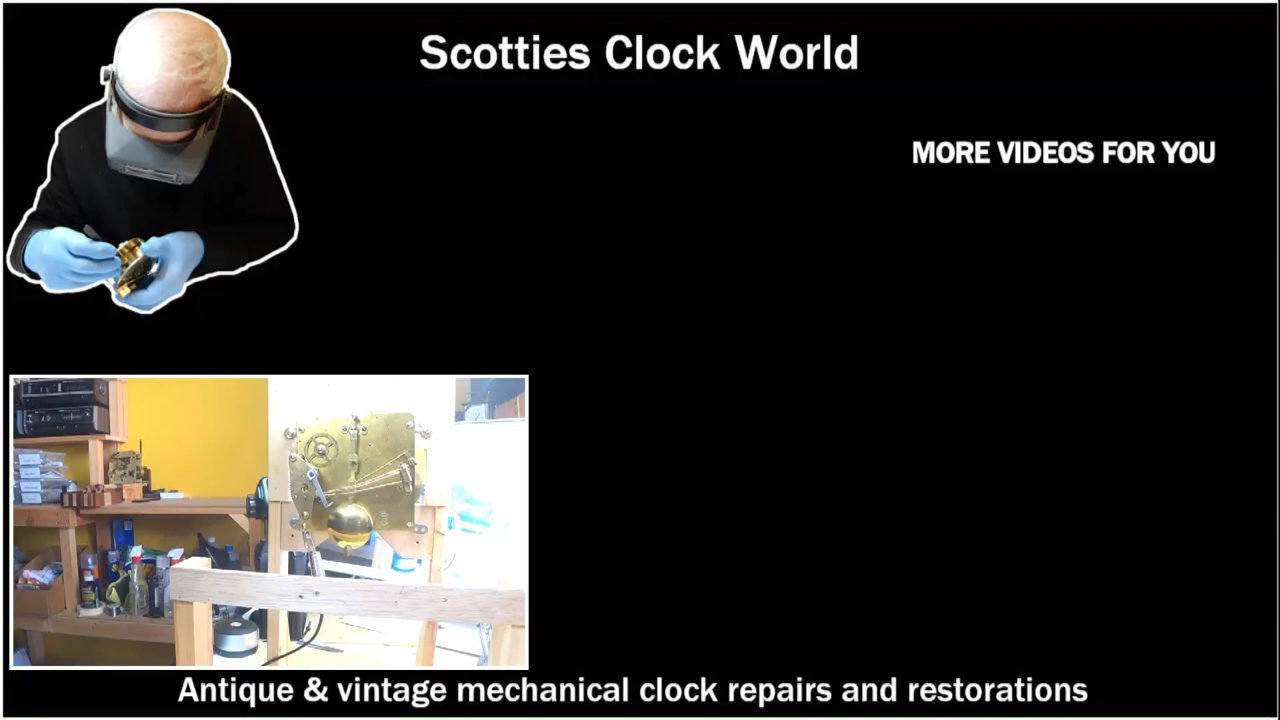 Scotties Clock World
MORE VIDEOS FOR YOU
Antique & vintage mechanical clock repairs and restorations